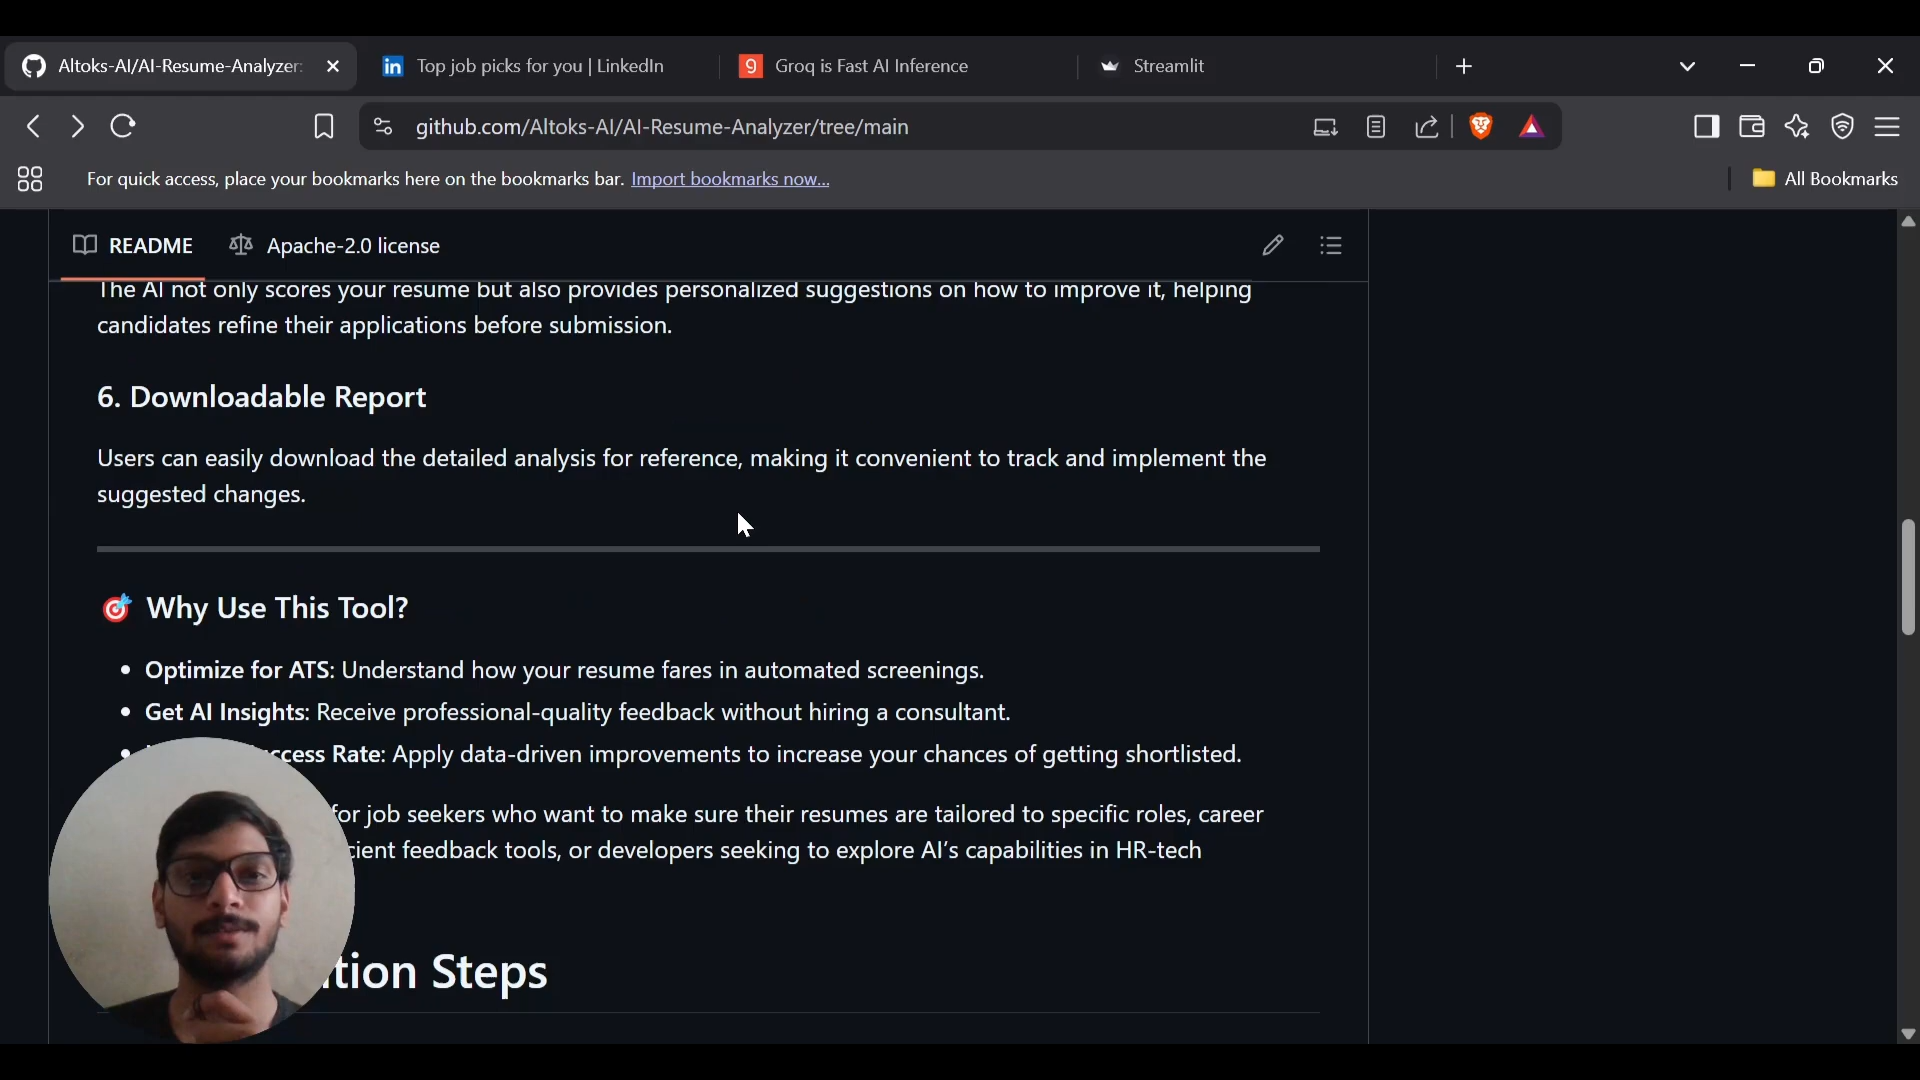 Altoks-AI/AI-Resume-Analyzer:
Top job picks for you | LinkedIn
Groq is Fast AI Inference
Streamlit
github.com/Altoks-AI/AI-Resume-Analyzer/tree/main
For quick access, place your bookmarks here on the bookmarks bar. Import bookmarks now...
All Bookmarks
README
Apache-2.0 license
The AI not only scores your resume but also provides personalized suggestions on how to improve it, helping
candidates refine their applications before submission.
6. Downloadable Report
Users can easily download the detailed analysis for reference, making it convenient to track and implement the
suggested changes.
🎯 Why Use This Tool?
• Optimize for ATS: Understand how your resume fares in automated screenings.
• Get AI Insights: Receive professional-quality feedback without hiring a consultant.
• Rate: Apply data-driven improvements to increase your chances of getting shortlisted.
for job seekers who want to make sure their resumes are tailored to specific roles, career
feedback tools, or developers seeking to explore AI's capabilities in HR-tech
Steps